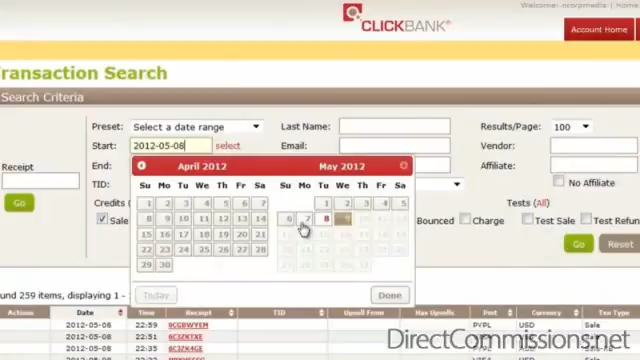 Welcome: ncorpmedia | Home
CLICKBANK®
Account Home
ransaction Search
Search Criteria
Preset: Select a date range Last Name: Results/Page: 100
Start: 2012-05-08 select Email: Vendor:
Receipt End: Affiliate:
TID: No Affiliate
Go Credits ( Tests (All)
Sale Bounced Charge Test Sale Test Refun
Go Reset
April 2012 May 2012
Su Mo Tu We Th Fr Sa Su Mo Tu We Th Fr Sa
1 2 3 4 5 6 7 1 2 3 4 5
8 9 10 11 12 13 14 6 7 8 9
15 16 17 18 19 20 21
22 23 24 25 26 27 28
29 30
Today Done
ound 259 items, displaying 1 -
Actions Date Time Receipt TID Upsell From Has Upsells Pmt Currency Txn Type
2012-05-08 22:59 PYPL USD Sale
2012-05-08 22:51 PYPL USD
2012-05-08 22:35
DirectCommissions.net